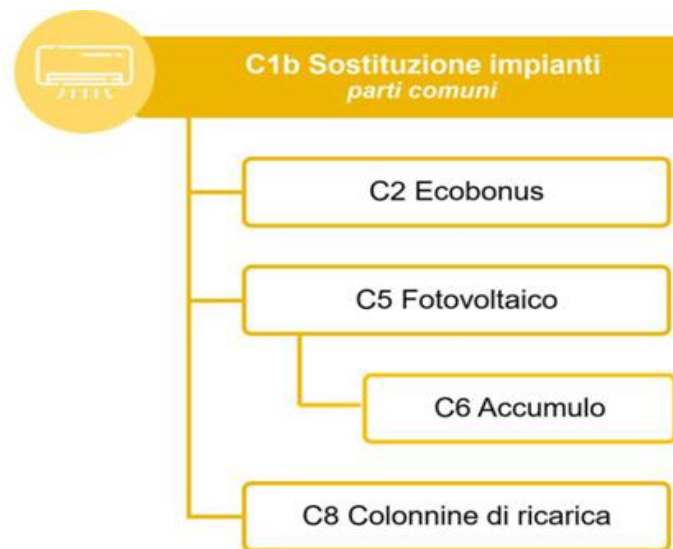 C1b Sostituzione impianti
parti comuni
C2 Ecobonus
C5 Fotovoltaico
C6 Accumulo
C8 Colonnine di ricarica